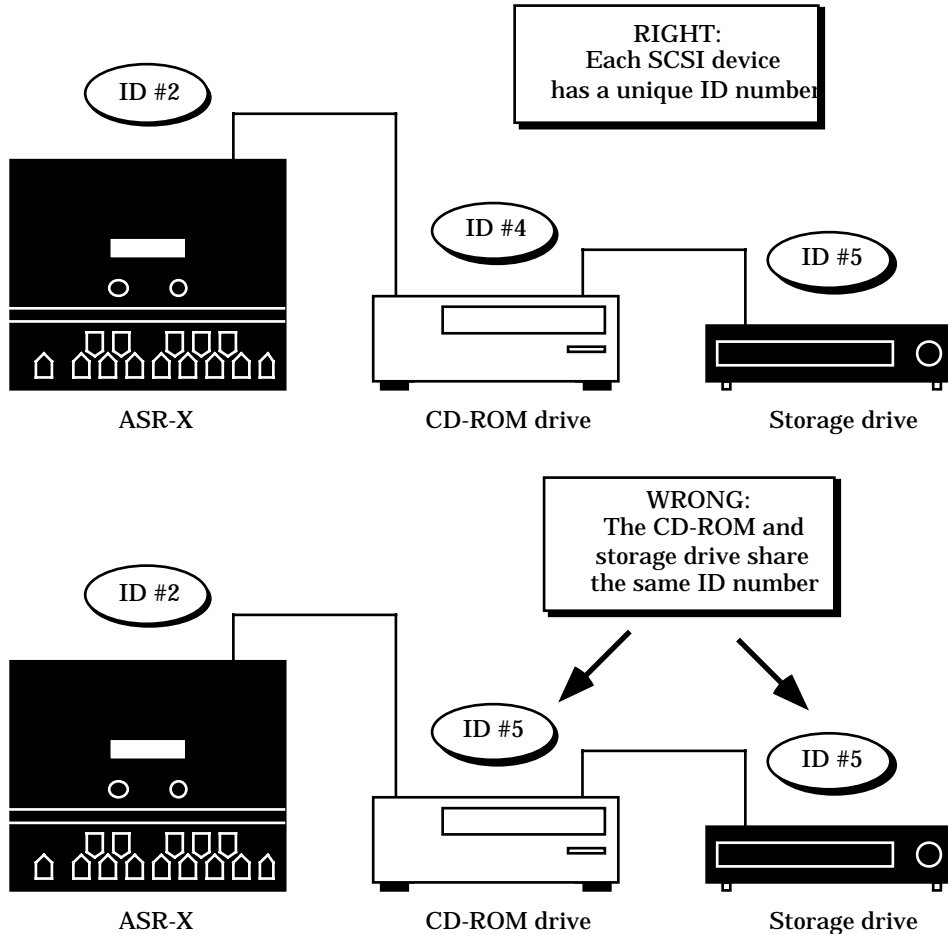 RIGHT:
Each SCSI device
has a unique ID number
ID #2
ID #4
ID #5
ASR-X
CD-ROM drive
Storage drive
WRONG:
The CD-ROM and
storage drive share
the same ID number
ID #2
ID #5
ID #5
ASR-X
CD-ROM drive
Storage drive